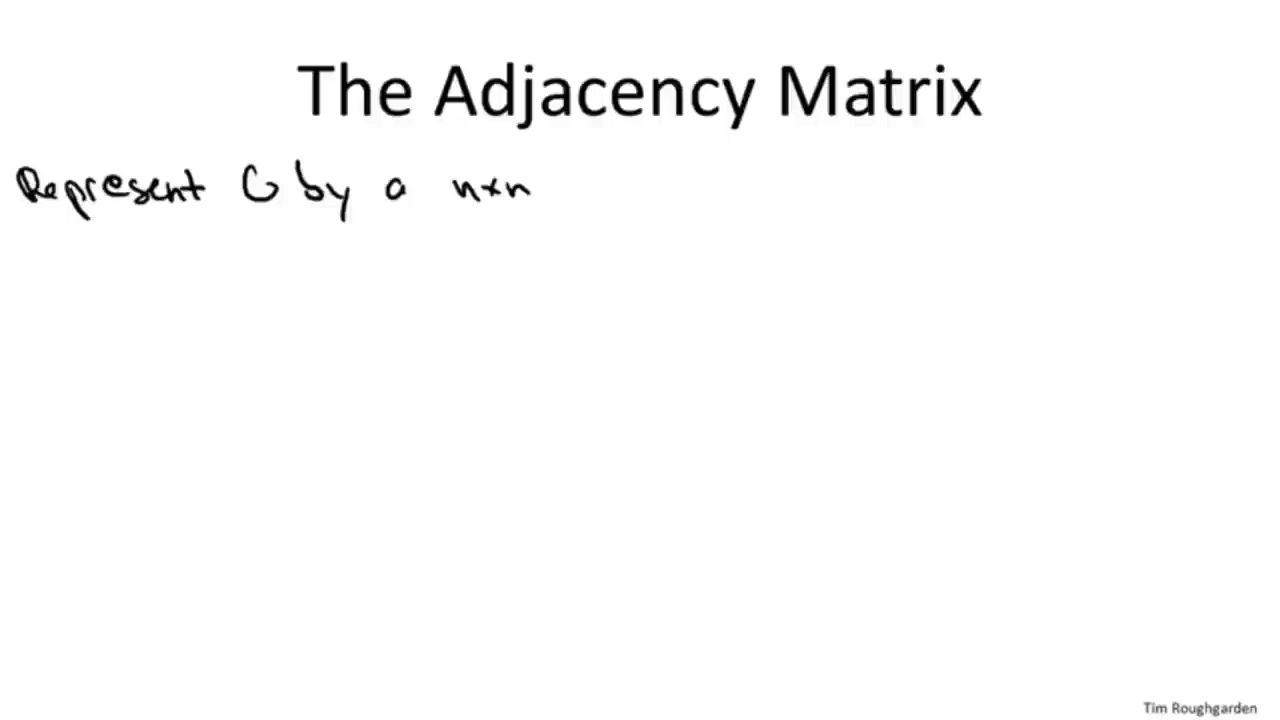 The Adjacency Matrix
Represent G by a n×n
Tim Roughgarden